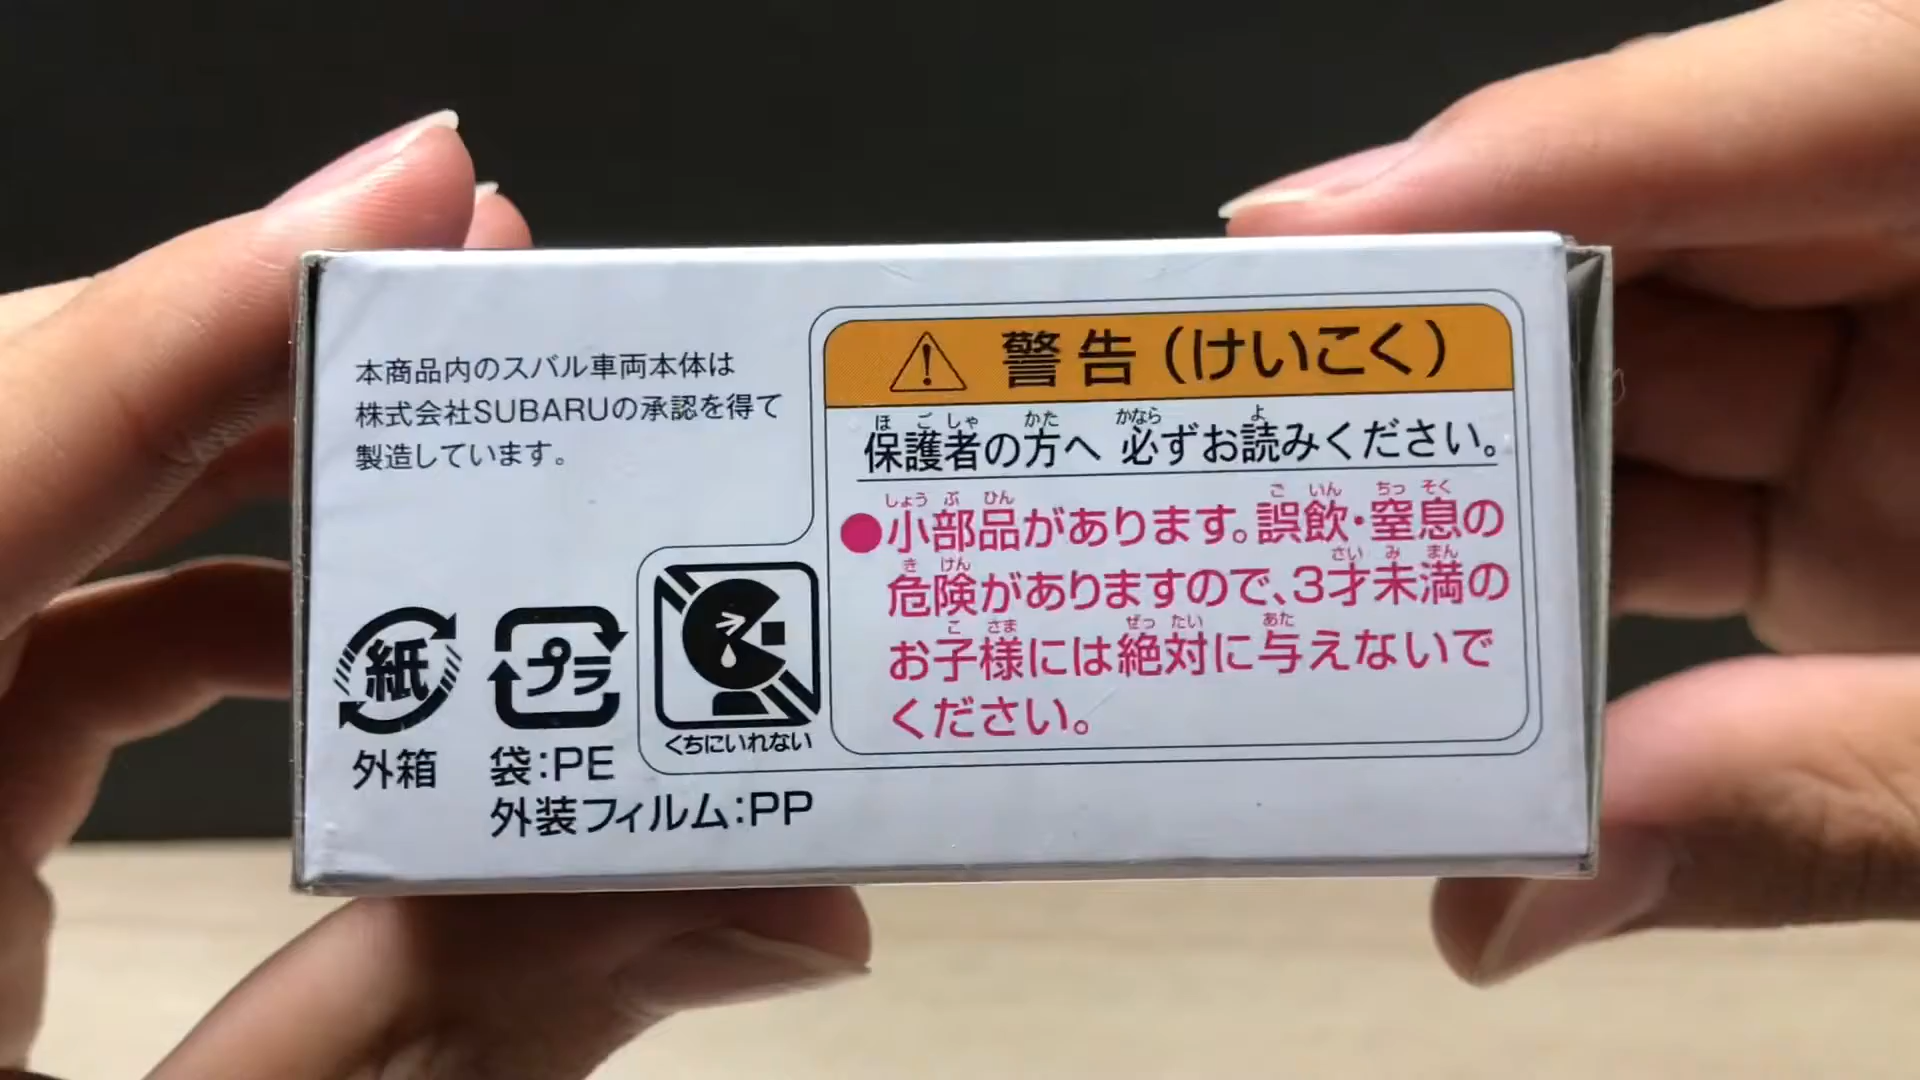 本商品内のスバル車両本体は
株式会社SUBARUの承認を得て
製造しています。
紙
外箱
プラ
袋:PE
外装フィルム:PP
くちにいれない
警告(けいこく)
ほごしゃ かた かなら よ
保護者の方へ 必ずお読みください。
しょうぶひん ごいん ちっそく
●小部品があります。誤飲・窒息の
きけん さいみまん
危険がありますので、3才未満の
こさま ぜったい あた
お子様には絶対に与えないで
ください。